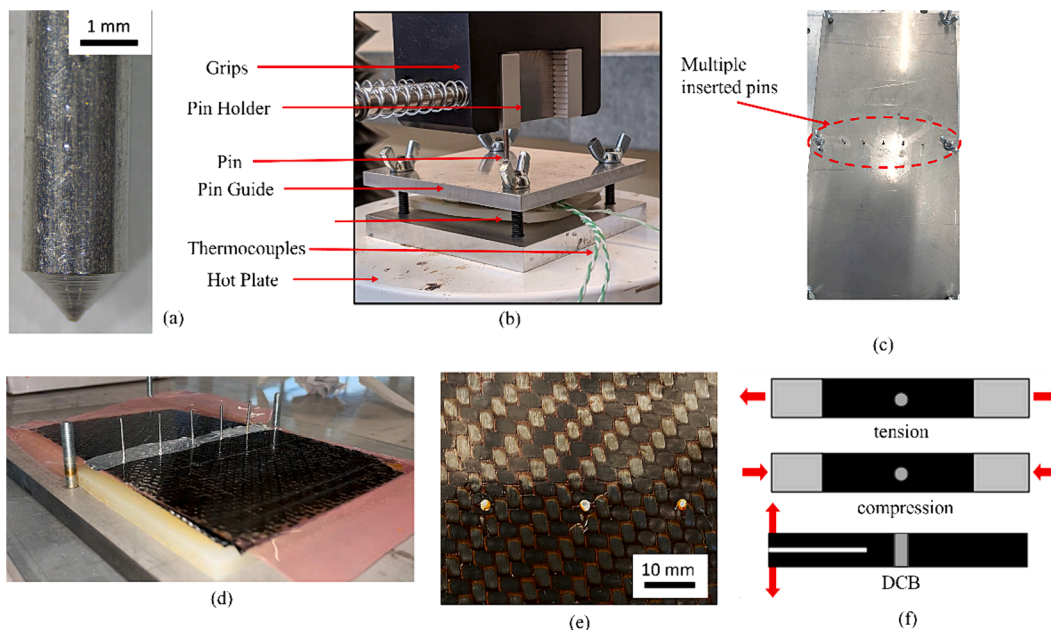 1 mm
(a)
Grips
Pin Holder
Pin
Pin Guide
Thermocouples
Hot Plate
(b)
Multiple
inserted pins
(c)
(d)
10 mm
(e)
tension
compression
DCB
(f)